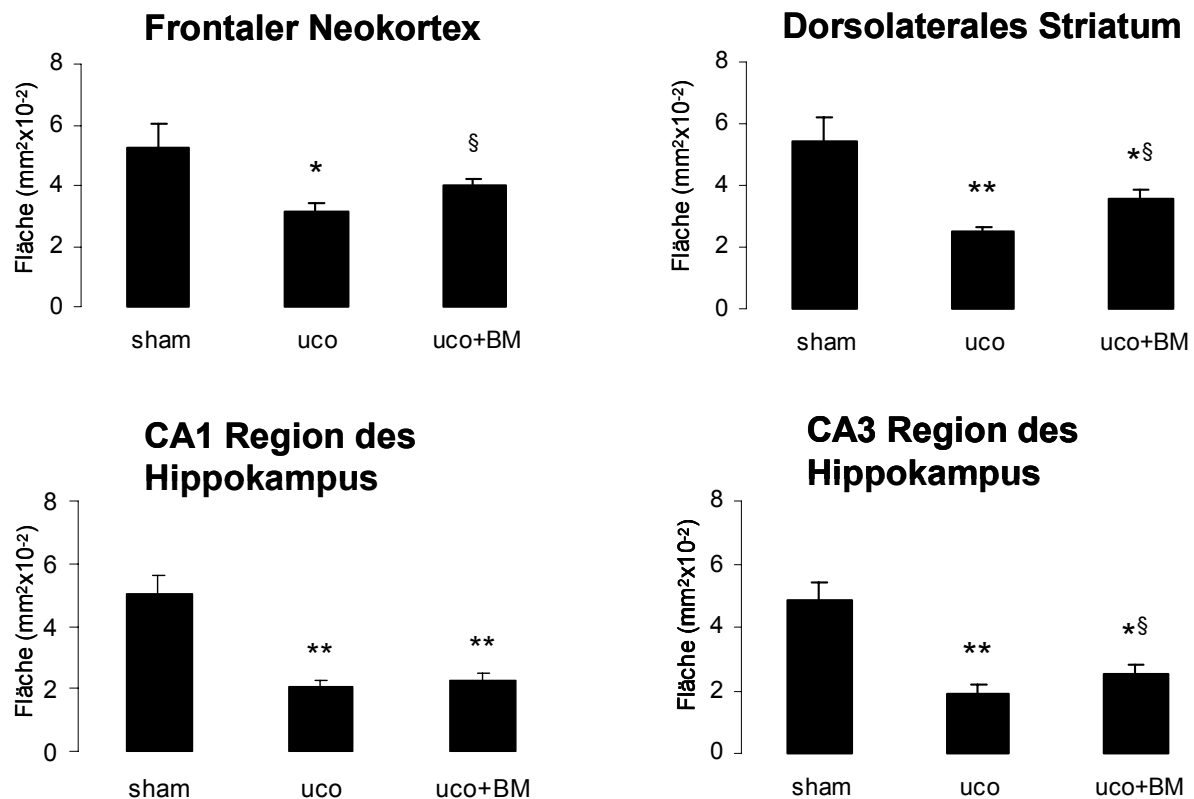 Frontaler Neokortex
8
6
4
2
0
Fläche (mm²x10⁻²)
*
§
sham
uco
uco+BM
Dorsolaterales Striatum
8
6
4
2
0
Fläche (mm²x10⁻²)
**
*§
sham
uco
uco+BM
CA1 Region des
Hippokampus
8
6
4
2
0
Fläche (mm²x10⁻²)
**
**
sham
uco
uco+BM
CA3 Region des
Hippokampus
8
6
4
2
0
Fläche (mm²x10⁻²)
**
*§
sham
uco
uco+BM